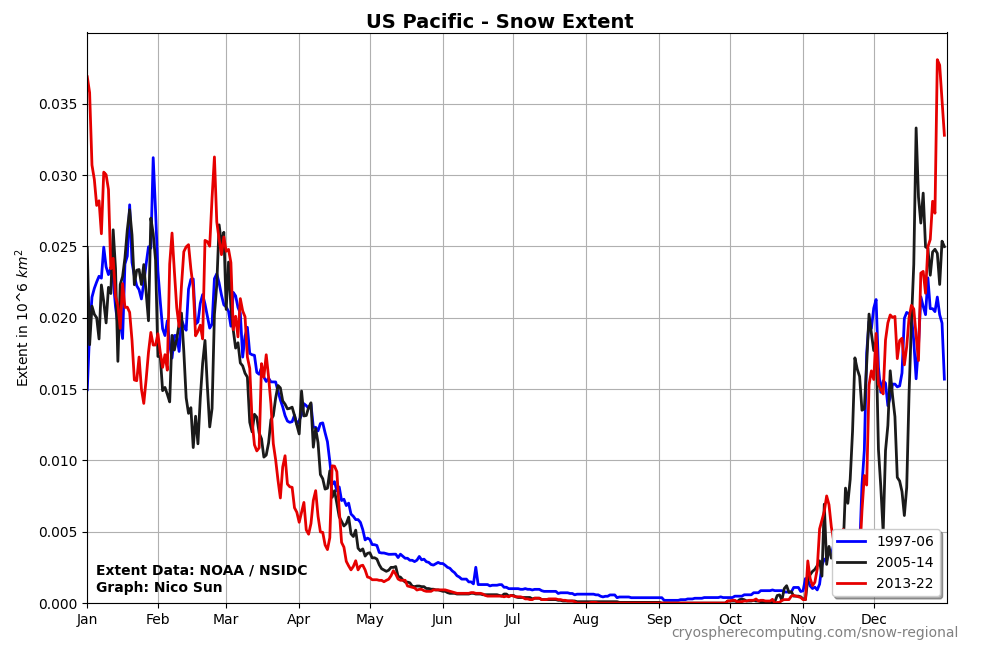 US Pacific - Snow Extent
Extent in 10^6 km²
0.035
0.030
0.025
0.020
0.015
0.010
0.005
0.000
Extent Data: NOAA / NSIDC
Graph: Nico Sun
1997-06
2005-14
2013-22
Jan Feb Mar Apr May Jun Jul Aug Sep Oct Nov Dec
cryospherecomputing.com/snow-regional